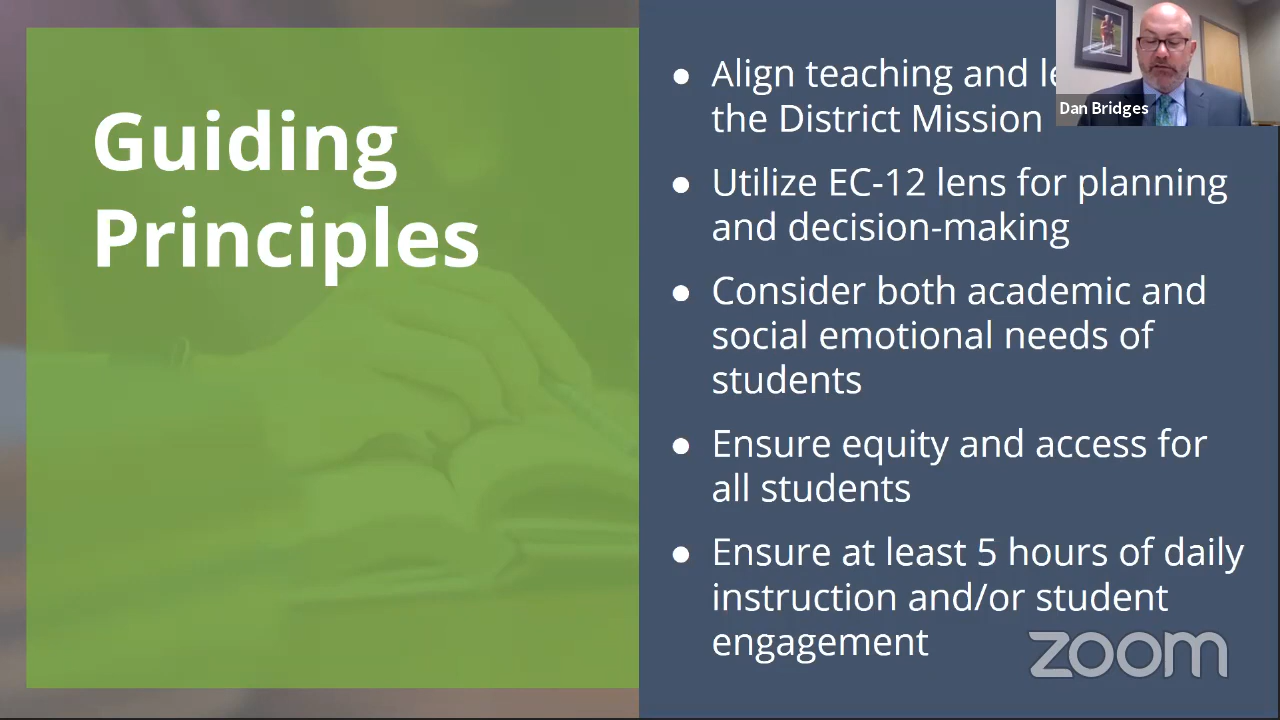 Guiding
Principles
● Align teaching and
the District Mission
● Utilize EC-12 lens for planning
and decision-making
● Consider both academic and
social emotional needs of
students
● Ensure equity and access for
all students
● Ensure at least 5 hours of daily
instruction and/or student
engagement
Dan Bridges
zoom